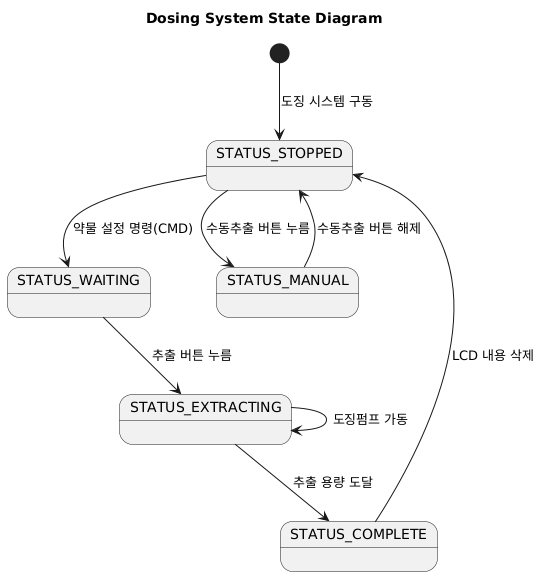 Dosing System State Diagram
도징 시스템 구동
STATUS_STOPPED
약물 설정 명령(CMD)
수동추출 버튼 누름
수동추출 버튼 해제
STATUS_WAITING
STATUS_MANUAL
추출 버튼 누름
LCD 내용 삭제
STATUS_EXTRACTING
도징펌프 가동
추출 용량 도달
STATUS_COMPLETE